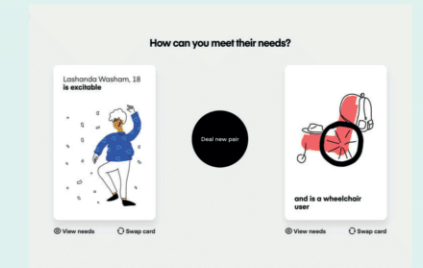 How can you meet their needs?
Lashanda Washam, 18
is excitable
Deal new pair
and is a wheelchair
user
View needs
Swap card
View needs
Swap card